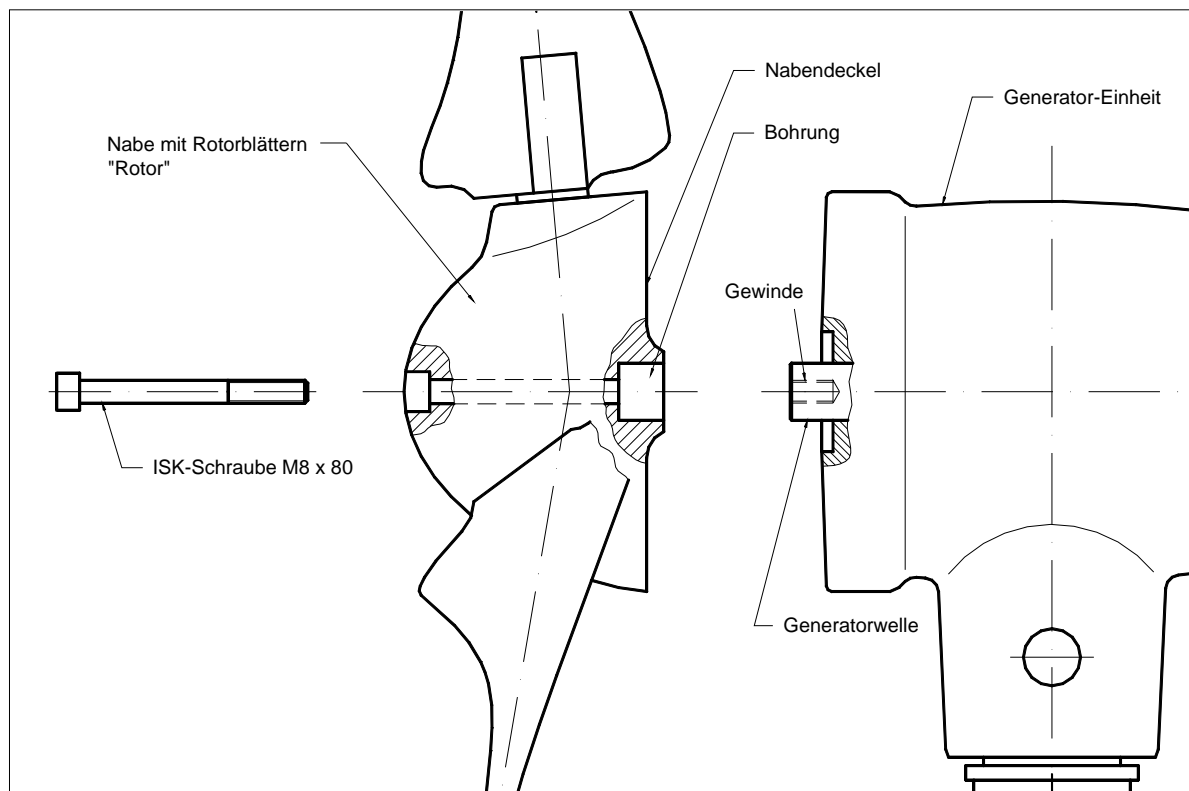 Nabendeckel
Generator-Einheit
Bohrung
Nabe mit Rotorblättern
"Rotor"
Gewinde
ISK-Schraube M8 x 80
Generatorwelle